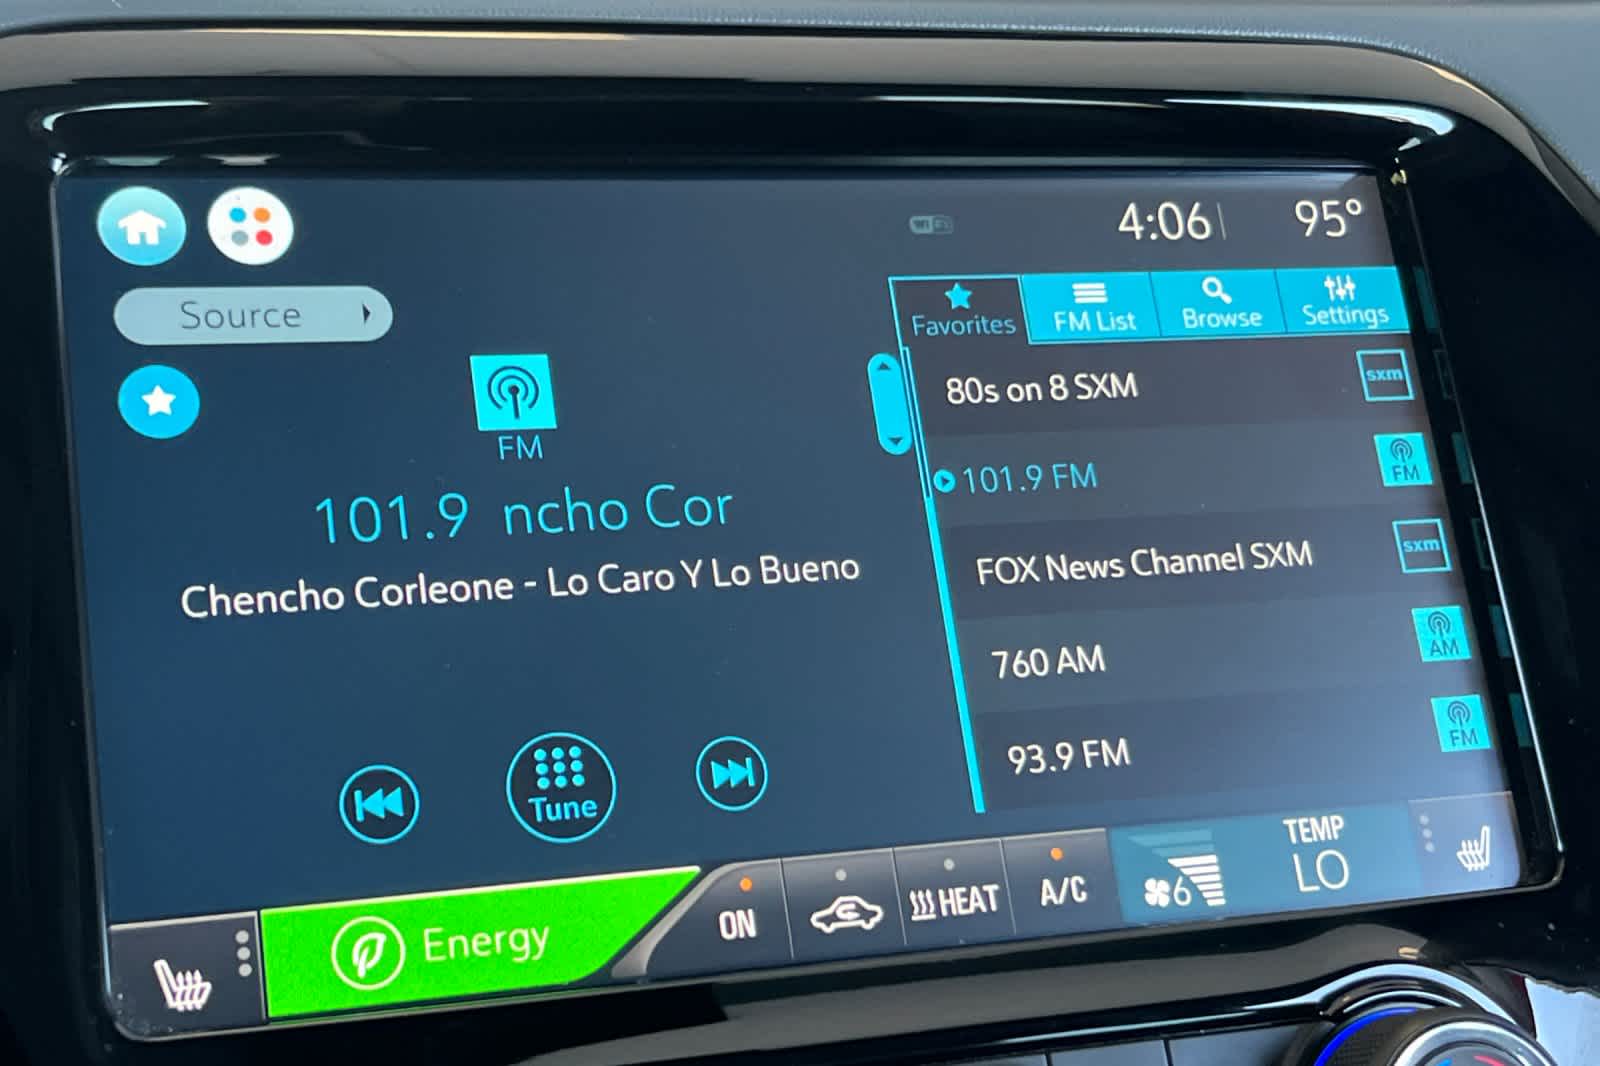 WiFi
4:06
95°
Source
Favorites
FM List
Browse
Settings
FM
101.9 ncho Cor
Chencho Corleone - Lo Caro Y Lo Bueno
80s on 8 SXM
sxm
101.9 FM
FM
FOX News Channel SXM
sxm
760 AM
AM
93.9 FM
FM
Tune
Energy
ON
HEAT
A/C
6
TEMP
LO